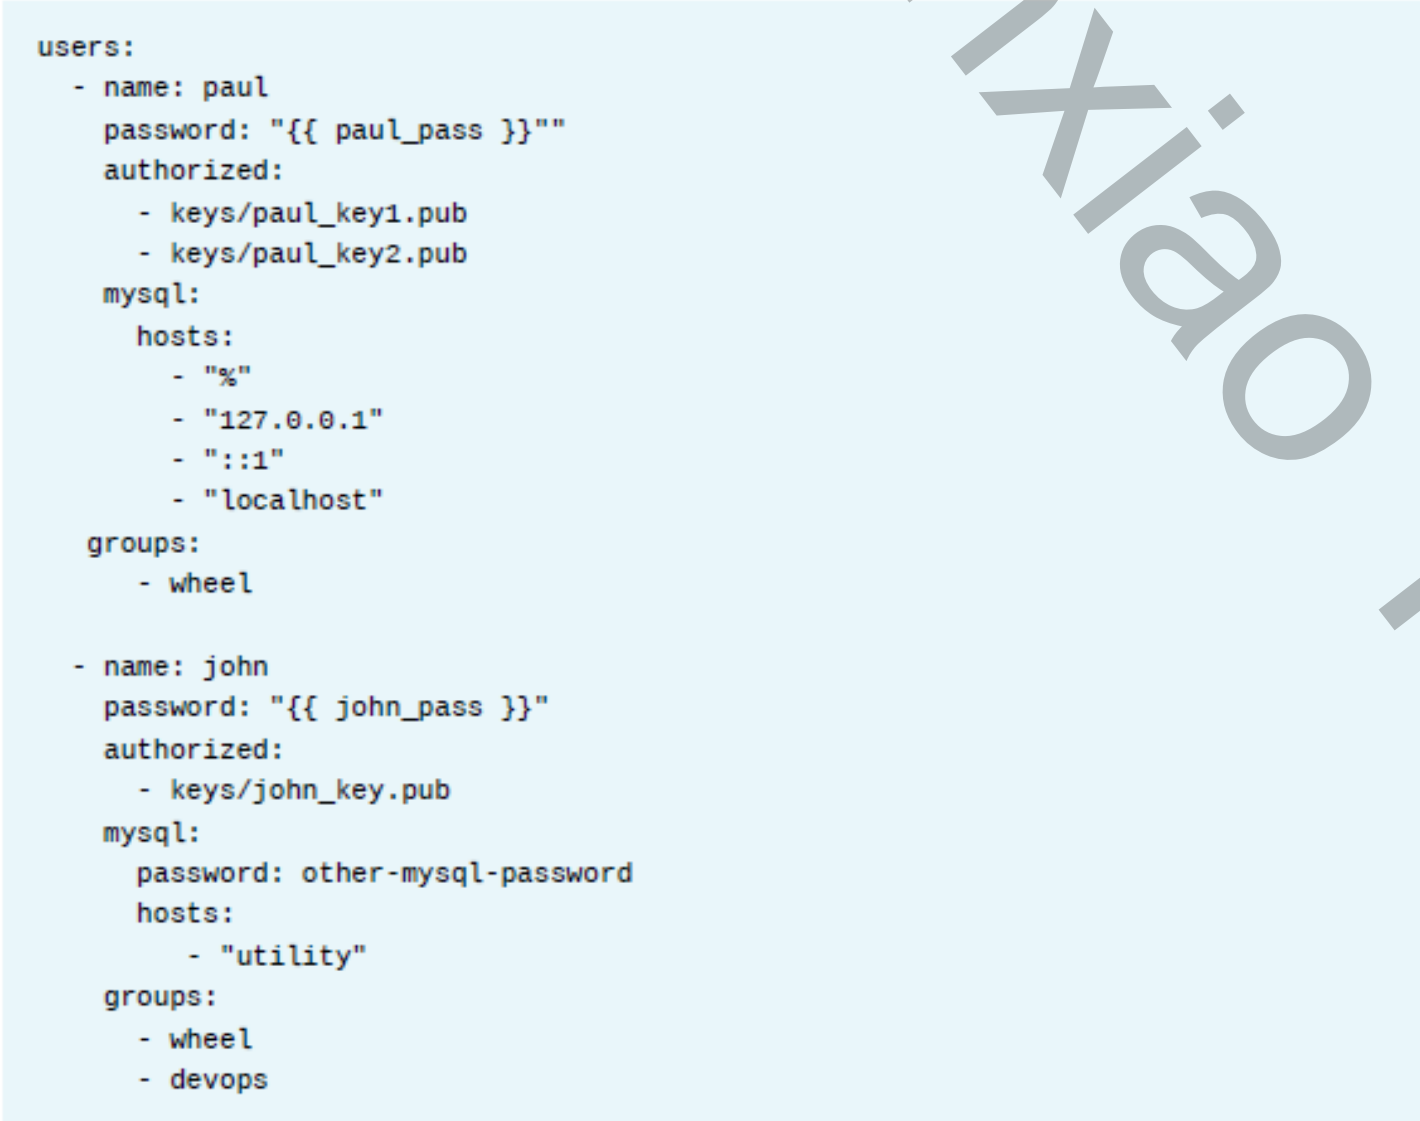 users:
- name: paul
password: "{{ paul_pass }}""
authorized:
- keys/paul_key1.pub
- keys/paul_key2.pub
mysql:
hosts:
- "%"
- "127.0.0.1"
- "::1"
- "localhost"
groups:
- wheel
- name: john
password: "{{ john_pass }}"
authorized:
- keys/john_key.pub
mysql:
password: other-mysql-password
hosts:
- "utility"
groups:
- wheel
- devops
xiao